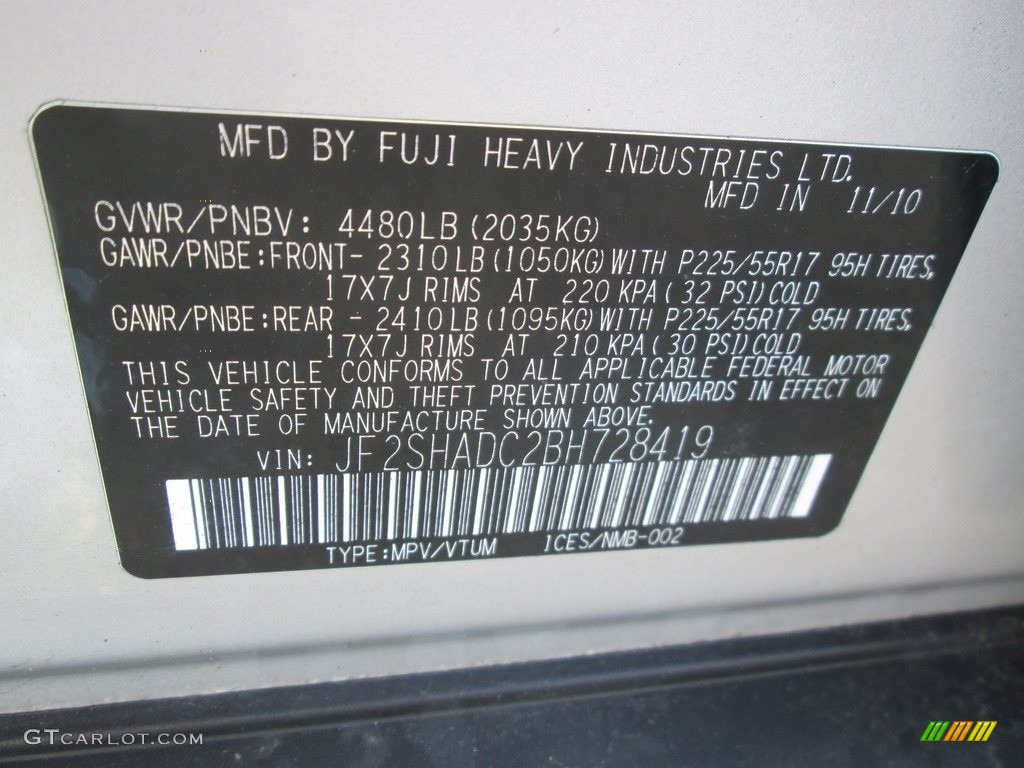 MFD BY FUJI HEAVY INDUSTRIES LTD.
MFD IN 11/10
GVWR/PNBV: 4480LB (2035KG)
GAWR/PNBE:FRONT- 2310LB (1050KG) WITH P225/55R17 95H TIRES,
17X7J RIMS AT 220 KPA ( 32 PSI) COLD
GAWR/PNBE:REAR - 2410LB (1095KG) WITH P225/55R17 95H TIRES,
17X7J RIMS AT 210 KPA ( 30 PSI) COLD
THIS VEHICLE CONFORMS TO ALL APPLICABLE FEDERAL MOTOR
VEHICLE SAFETY AND THEFT PREVENTION STANDARDS IN EFFECT ON
THE DATE OF MANUFACTURE SHOWN ABOVE.
VIN: JF2SHADC2BH728419
TYPE:MPV/VTUM ICES/NMB-002
GTCARLOT.COM